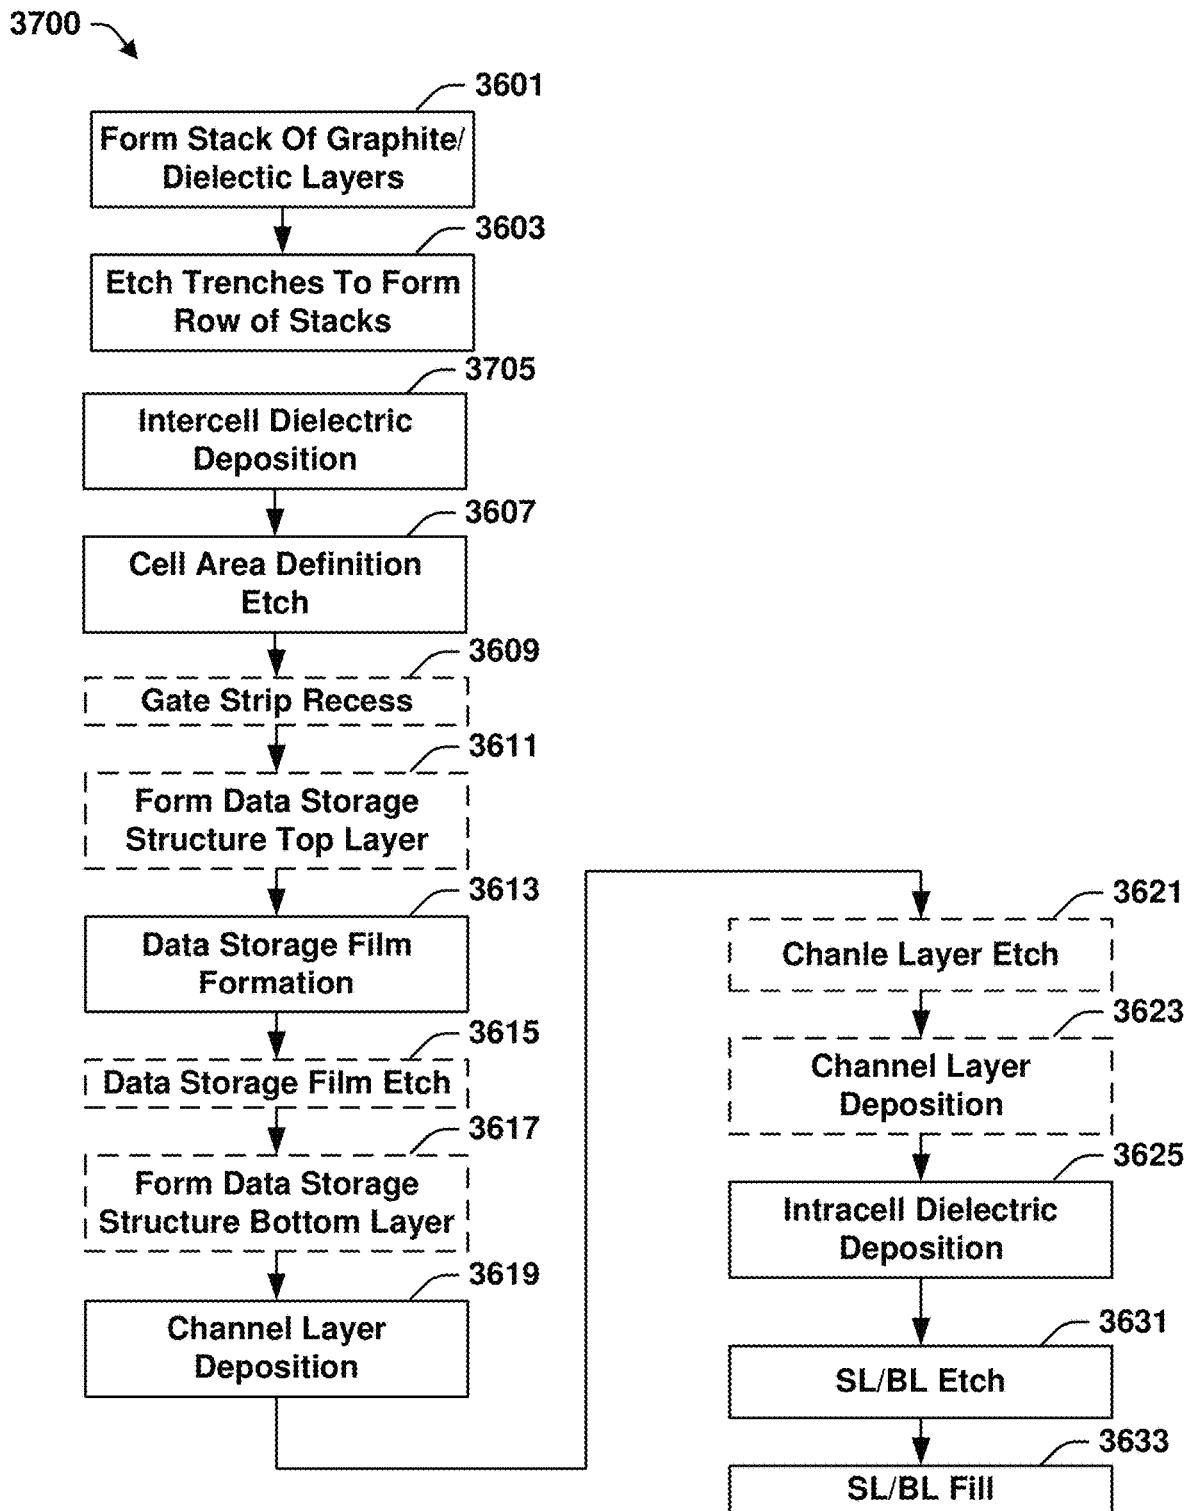 3700
3601
Form Stack Of Graphite/
Dielectic Layers
3603
Etch Trenches To Form
Row of Stacks
3705
Intercell Dielectric
Deposition
3607
Cell Area Definition
Etch
3609
Gate Strip Recess
3611
Form Data Storage
Structure Top Layer
3613
Data Storage Film
Formation
3615
Data Storage Film Etch
3617
Form Data Storage
Structure Bottom Layer
3619
Channel Layer
Deposition
3621
Chanle Layer Etch
3623
Channel Layer
Deposition
3625
Intracell Dielectric
Deposition
3631
SL/BL Etch
3633
SL/BL Fill